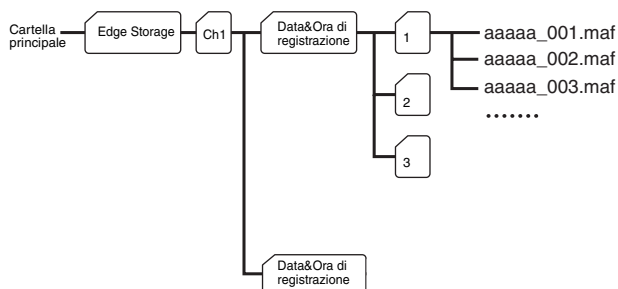 Cartella
principale
Edge Storage
Ch1
Data&Ora di
registrazione
1
aaaaa_001.maf
aaaaa_002.maf
aaaaa_003.maf
.......
2
3
Data&Ora di
registrazione